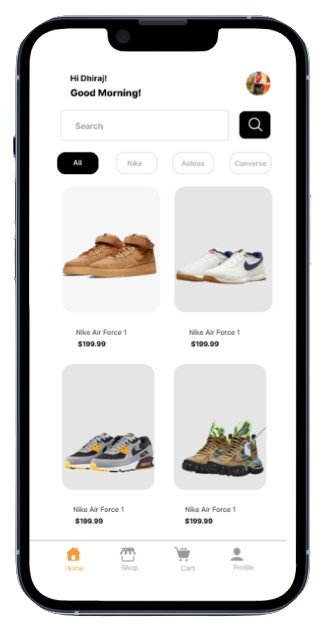 Hi Dhiraj!
Good Morning!
Search
All Nike Adidas Converse
Nike Air Force 1 Nike Air Force 1
$199.99 $199.99
Nike Air Force 1 Nike Air Force 1
$199.99 $199.99
Home Shop Cart Profile